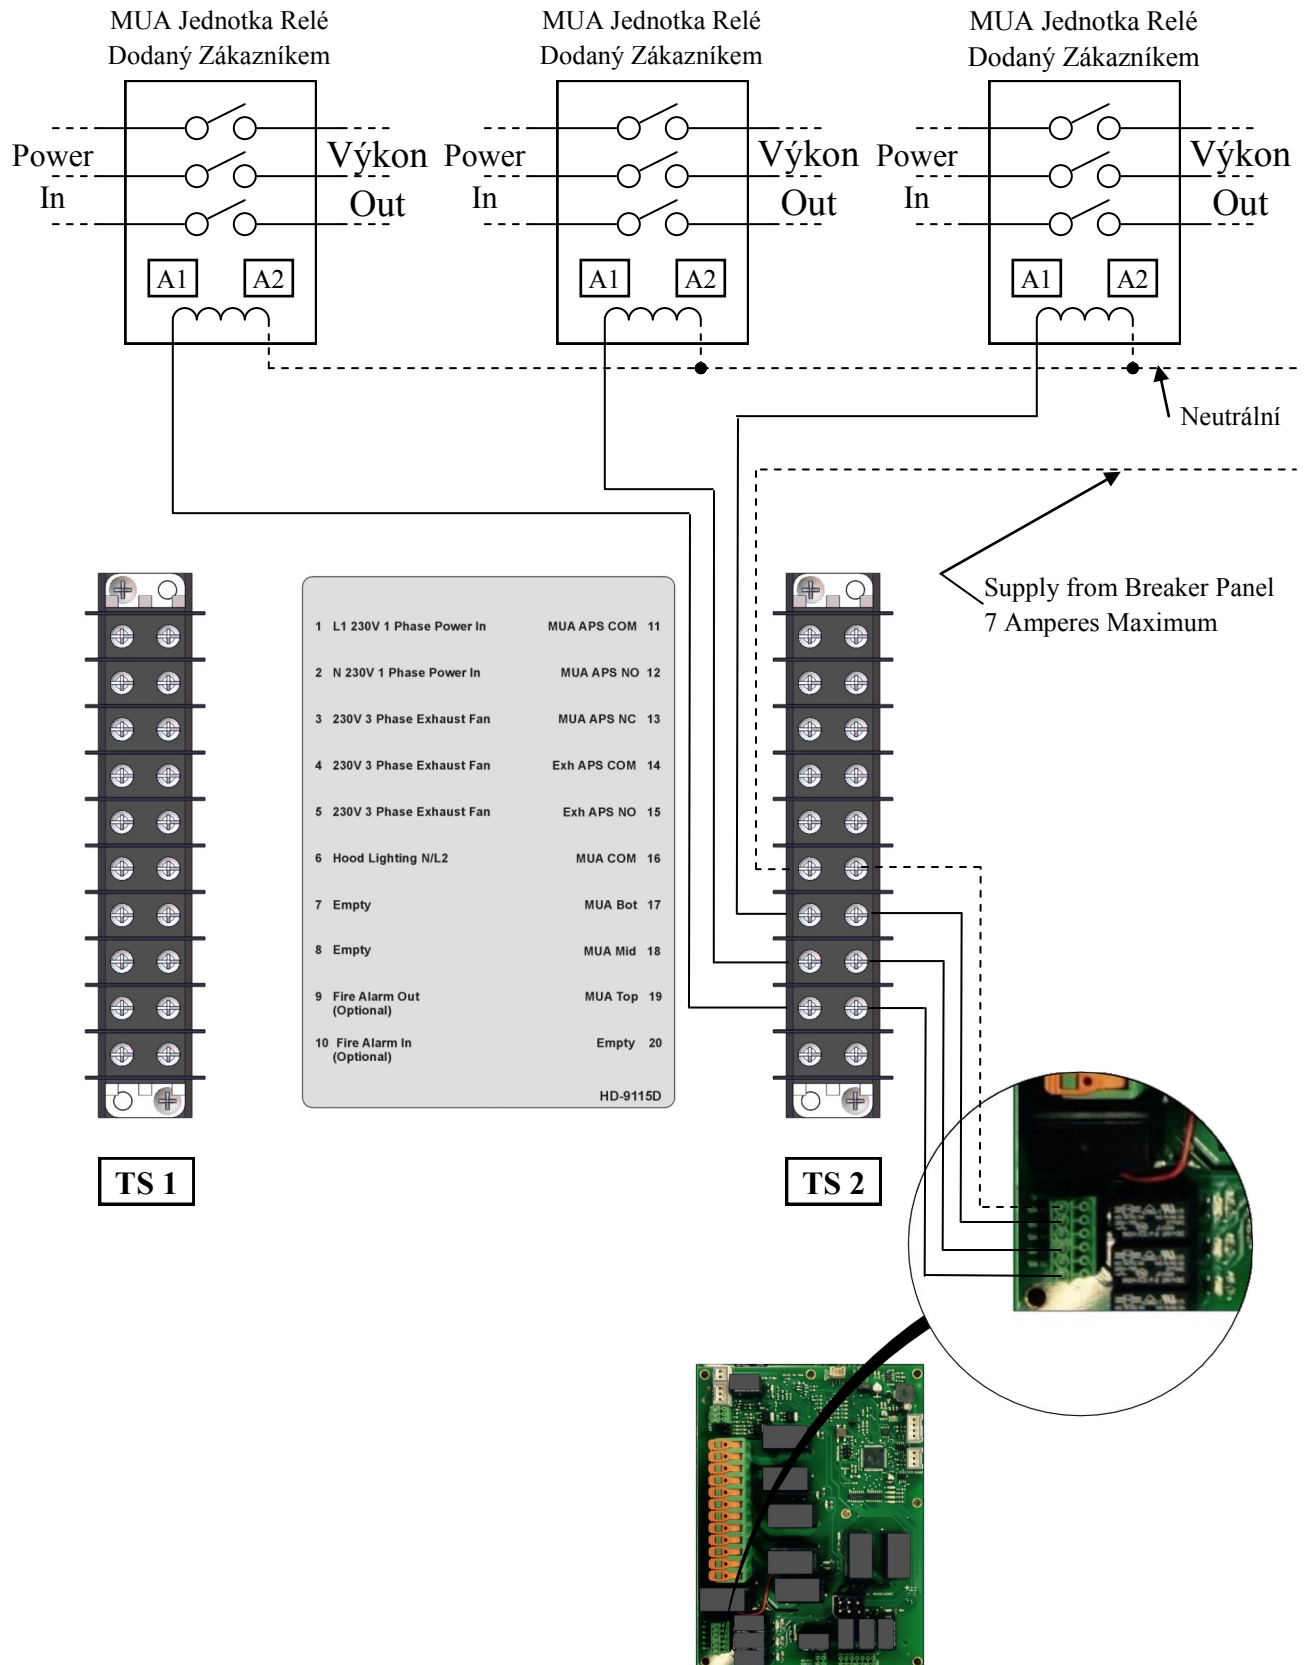 MUA Jednotka Relé
Dodaný Zákazníkem
MUA Jednotka Relé
Dodaný Zákazníkem
MUA Jednotka Relé
Dodaný Zákazníkem
Power
In
Výkon
Out
A1
A2
Power
In
Výkon
Out
A1
A2
Power
In
Výkon
Out
A1
A2
Neutrální
Supply from Breaker Panel
7 Amperes Maximum
1 L1 230V 1 Phase Power In
2 N 230V 1 Phase Power In
3 230V 3 Phase Exhaust Fan
4 230V 3 Phase Exhaust Fan
5 230V 3 Phase Exhaust Fan
6 Hood Lighting N/L2
7 Empty
8 Empty
9 Fire Alarm Out
(Optional)
10 Fire Alarm In
(Optional)
MUA APS COM 11
MUA APS NO 12
MUA APS NC 13
Exh APS COM 14
Exh APS NO 15
MUA COM 16
MUA Bot 17
MUA Mid 18
MUA Top 19
Empty 20
HD-9115D
TS 1
TS 2